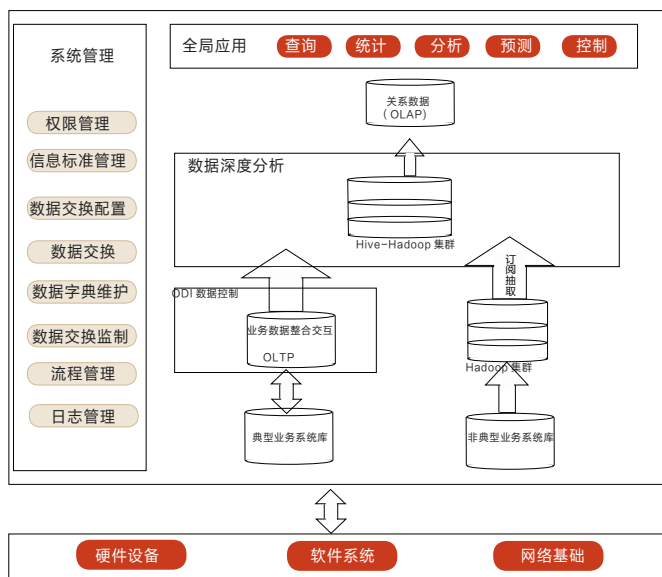 系统管理
权限管理
信息标准管理
数据交换配置
数据交换
数据字典维护
数据交换监制
流程管理
日志管理
全局应用 查询 统计 分析 预测 控制
关系数据
（OLAP）
数据深度分析
Hive-Hadoop 集群
订阅抽取
ODI 数据控制
业务数据整合交互
OLTP
Hadoop 集群
典型业务系统库
非典型业务系统库
硬件设备 软件系统 网络基础